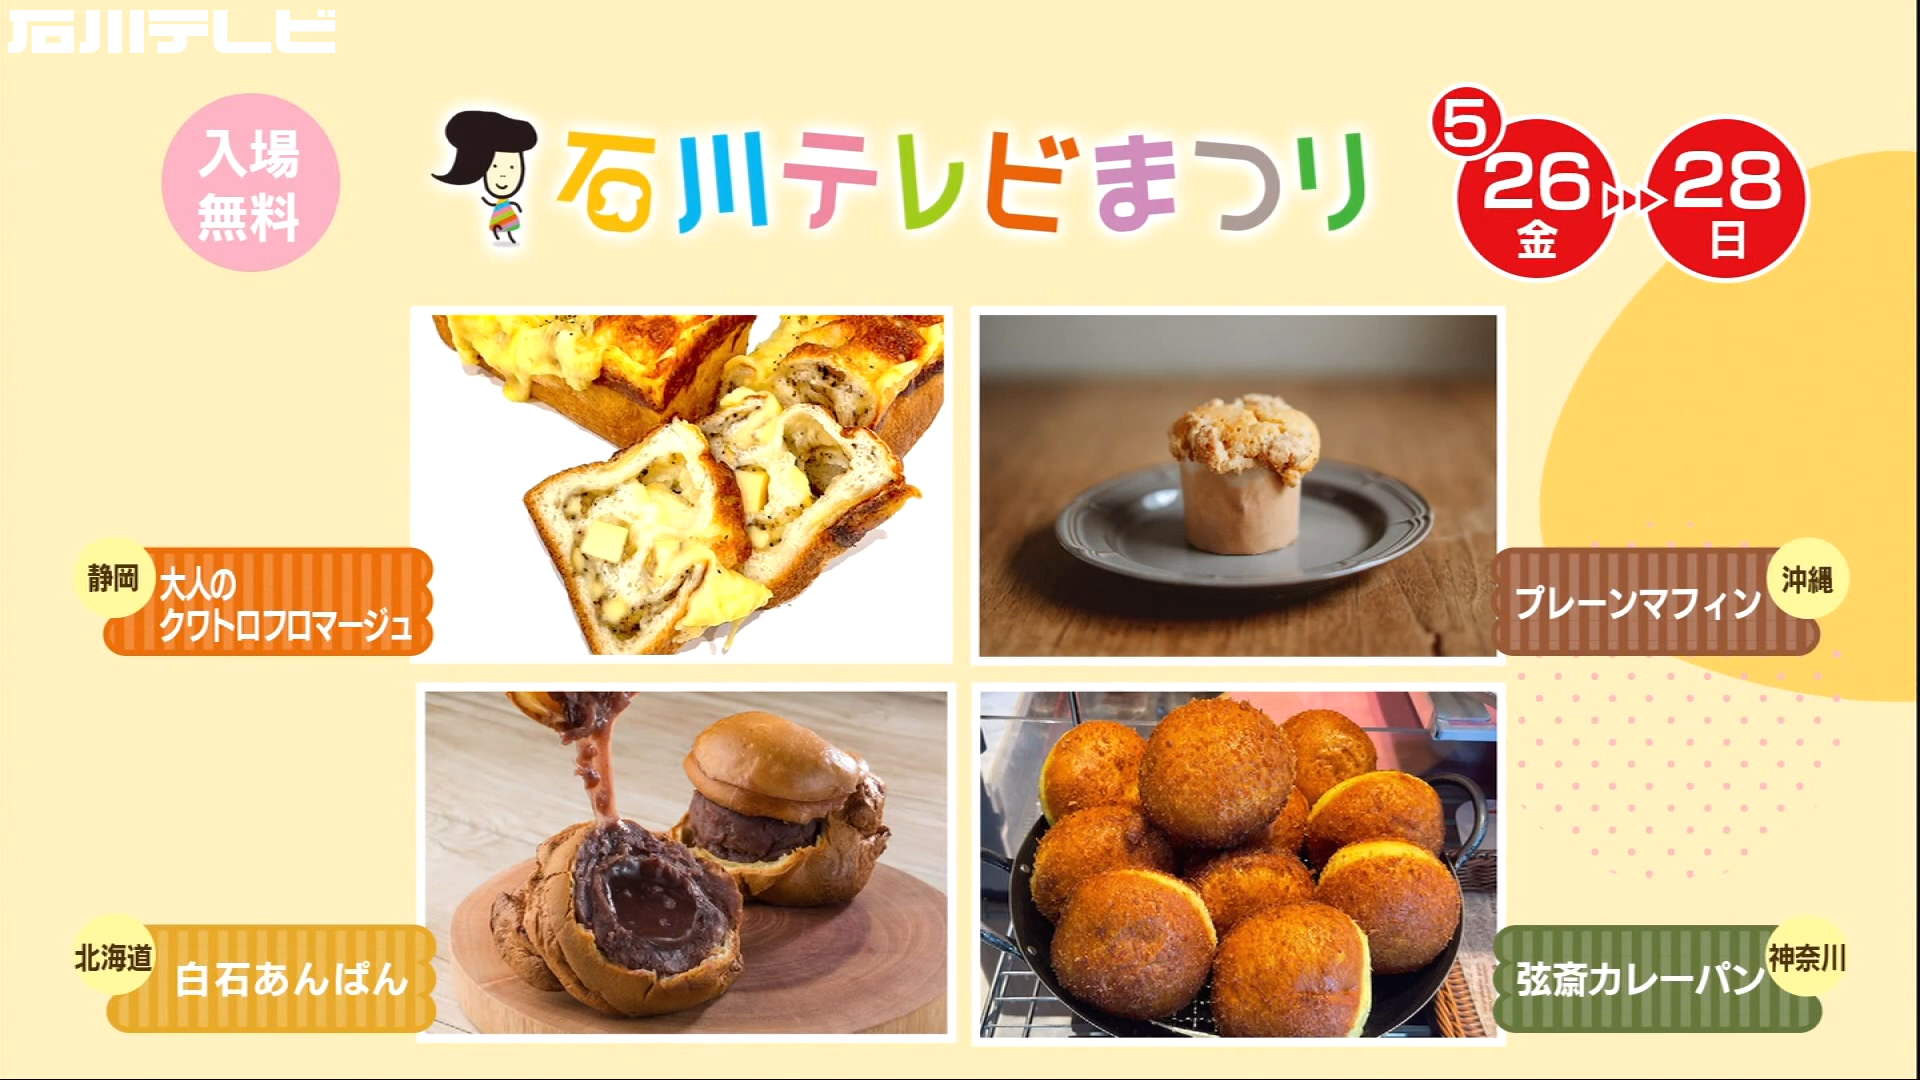 石川テレビ
入場
無料
石川テレビまつり
5
26
金
28
日
静岡
大人の
クワトロフロマージュ
プレーンマフィン
沖縄
北海道
白石あんぱん
弦斎カレーパン
神奈川